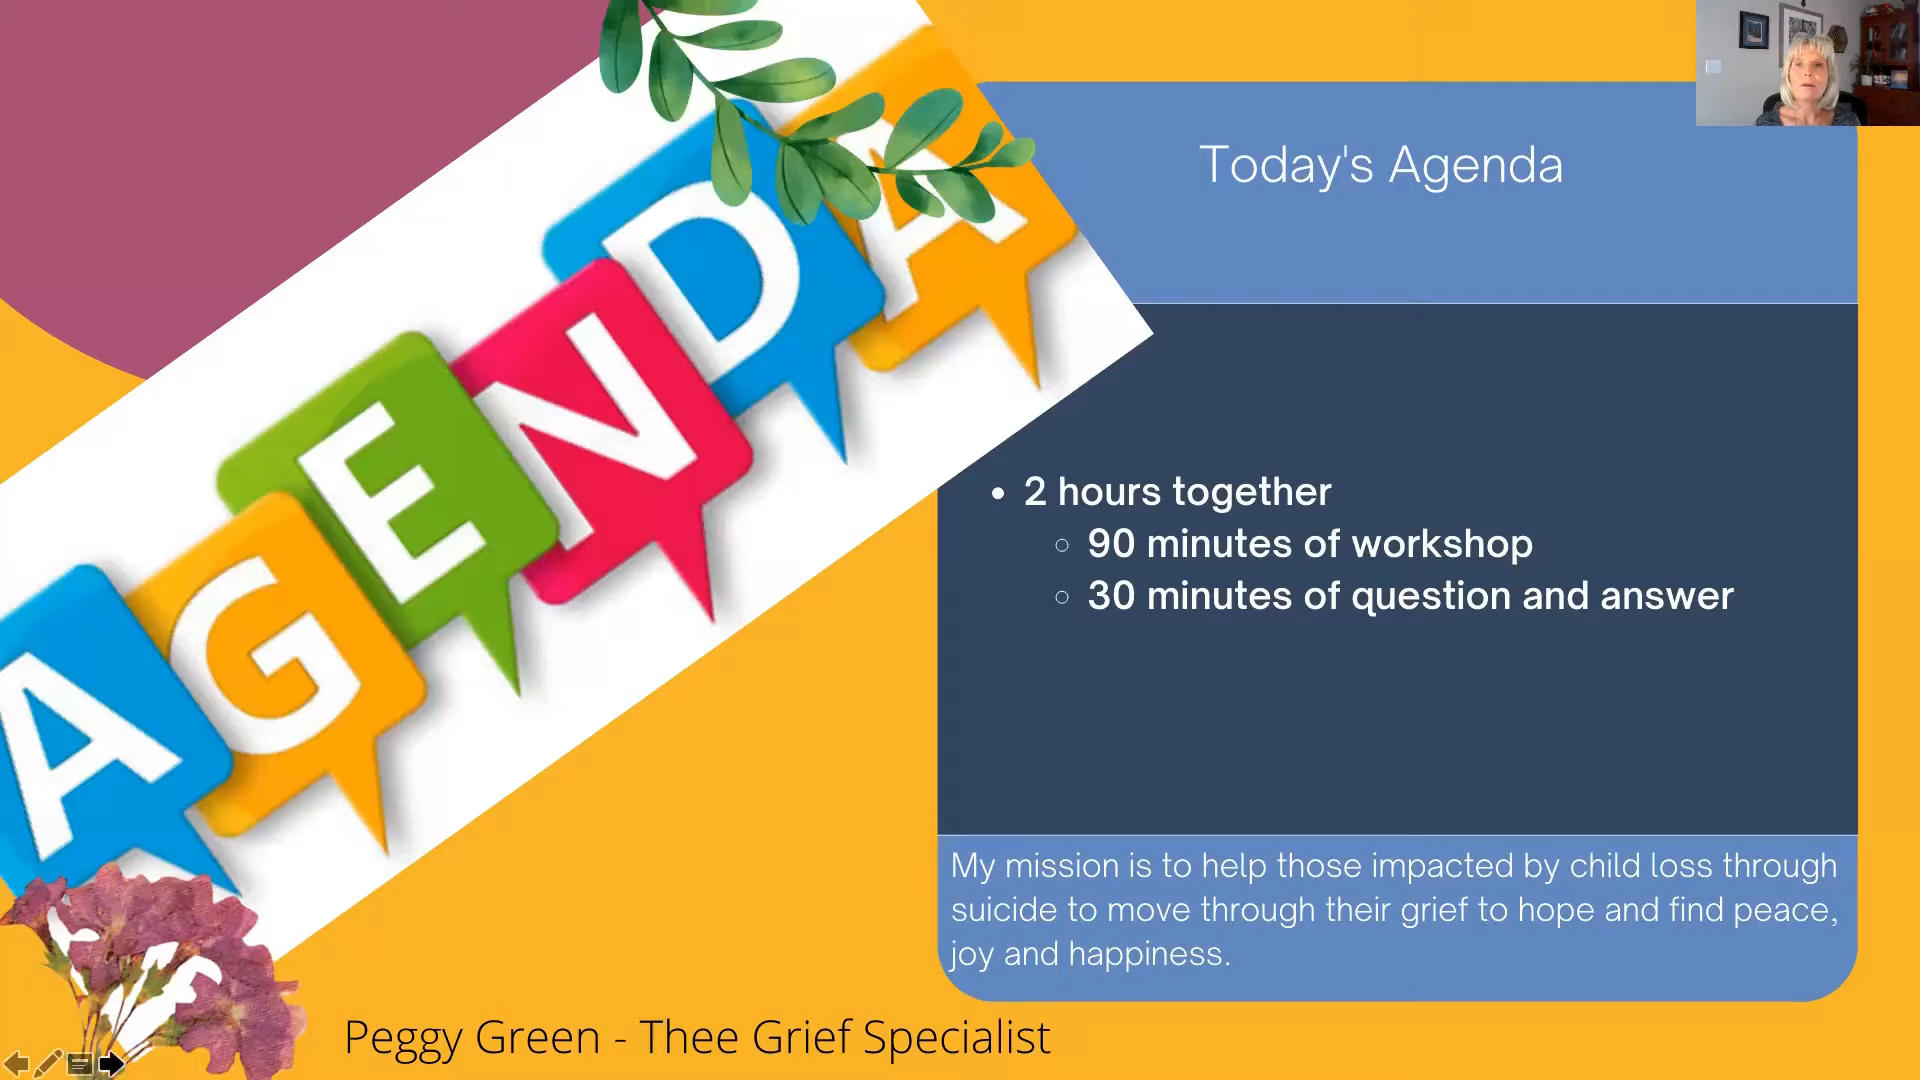 AGENDA
Today's Agenda
• 2 hours together
○ 90 minutes of workshop
○ 30 minutes of question and answer
My mission is to help those impacted by child loss through
suicide to move through their grief to hope and find peace,
joy and happiness.
Peggy Green - Thee Grief Specialist